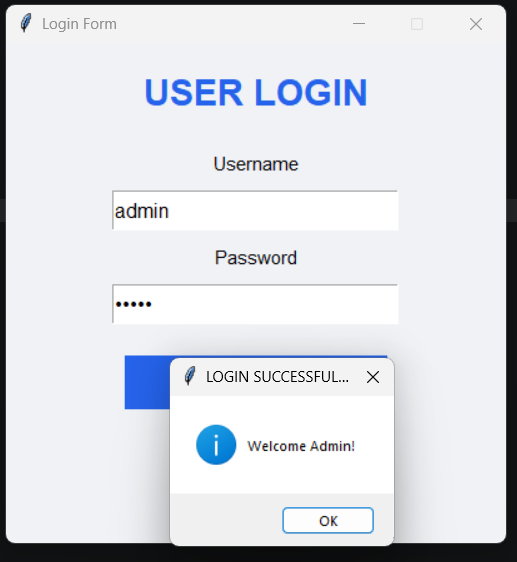 Login Form
USER LOGIN
Username
admin
Password
•••••
LOGIN SUCCESSFUL...
Welcome Admin!
OK